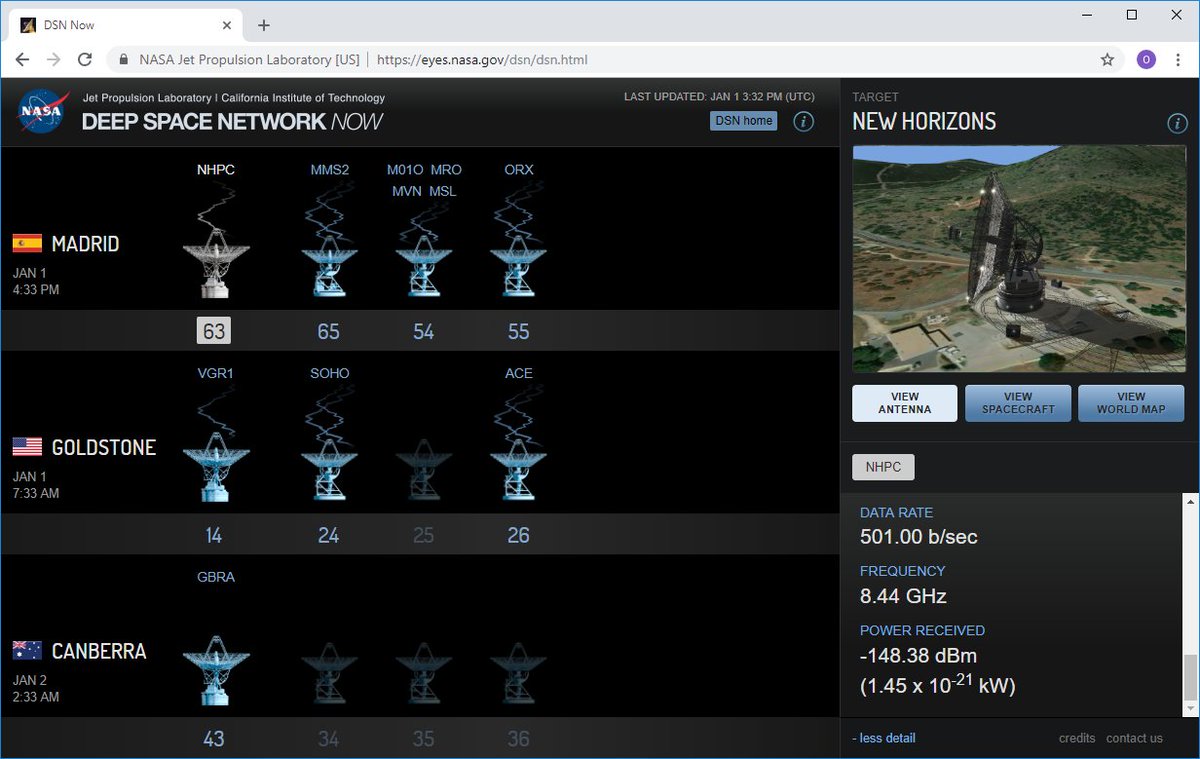 DSN Now
NASA Jet Propulsion Laboratory [US] | https://eyes.nasa.gov/dsn/dsn.html
O
NASA
Jet Propulsion Laboratory | California Institute of Technology
DEEP SPACE NETWORK NOW
LAST UPDATED: JAN 1 3:32 PM (UTC)
DSN home
i
NHPC
MMS2
M01O MRO
MVN MSL
ORX
MADRID
JAN 1
4:33 PM
63
65
54
55
VGR1
SOHO
ACE
GOLDSTONE
JAN 1
7:33 AM
14
24
25
26
GBRA
CANBERRA
JAN 2
2:33 AM
43
34
35
36
TARGET
NEW HORIZONS
i
VIEW
ANTENNA
VIEW
SPACECRAFT
VIEW
WORLD MAP
NHPC
DATA RATE
501.00 b/sec
FREQUENCY
8.44 GHz
POWER RECEIVED
-148.38 dBm
(1.45 x 10⁻²¹ kW)
- less detail
credits
contact us